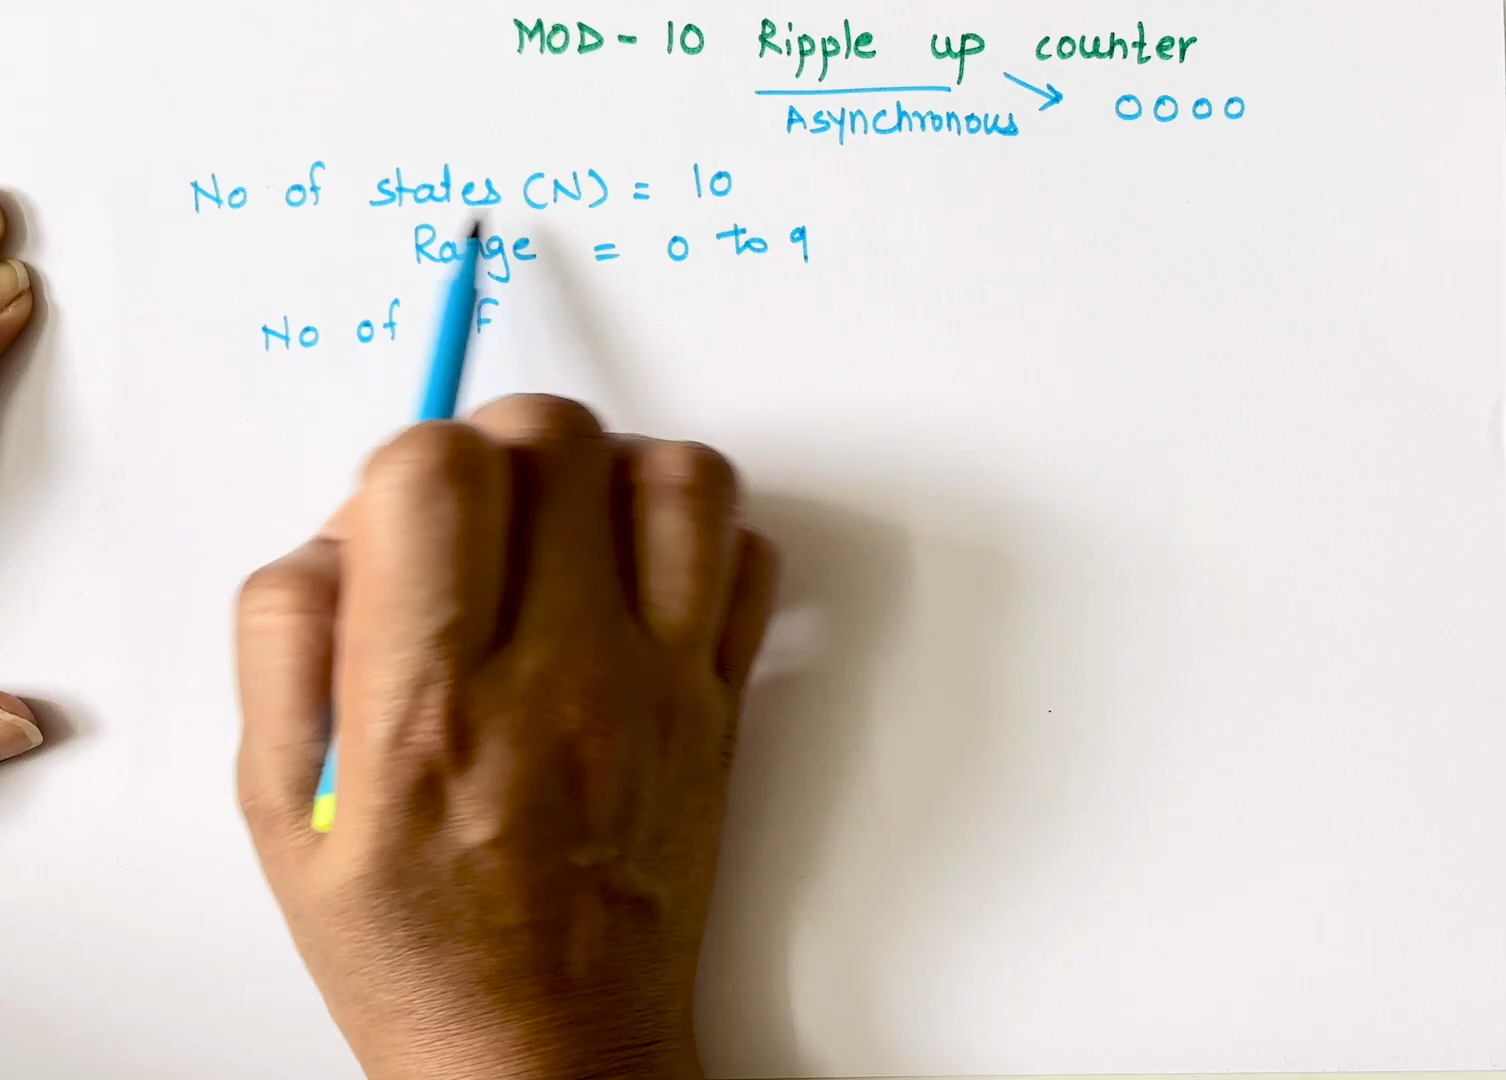 MOD - 10 Ripple up counter
Asynchronous → 0000
No of states (N) = 10
Range = 0 to 9
No of F